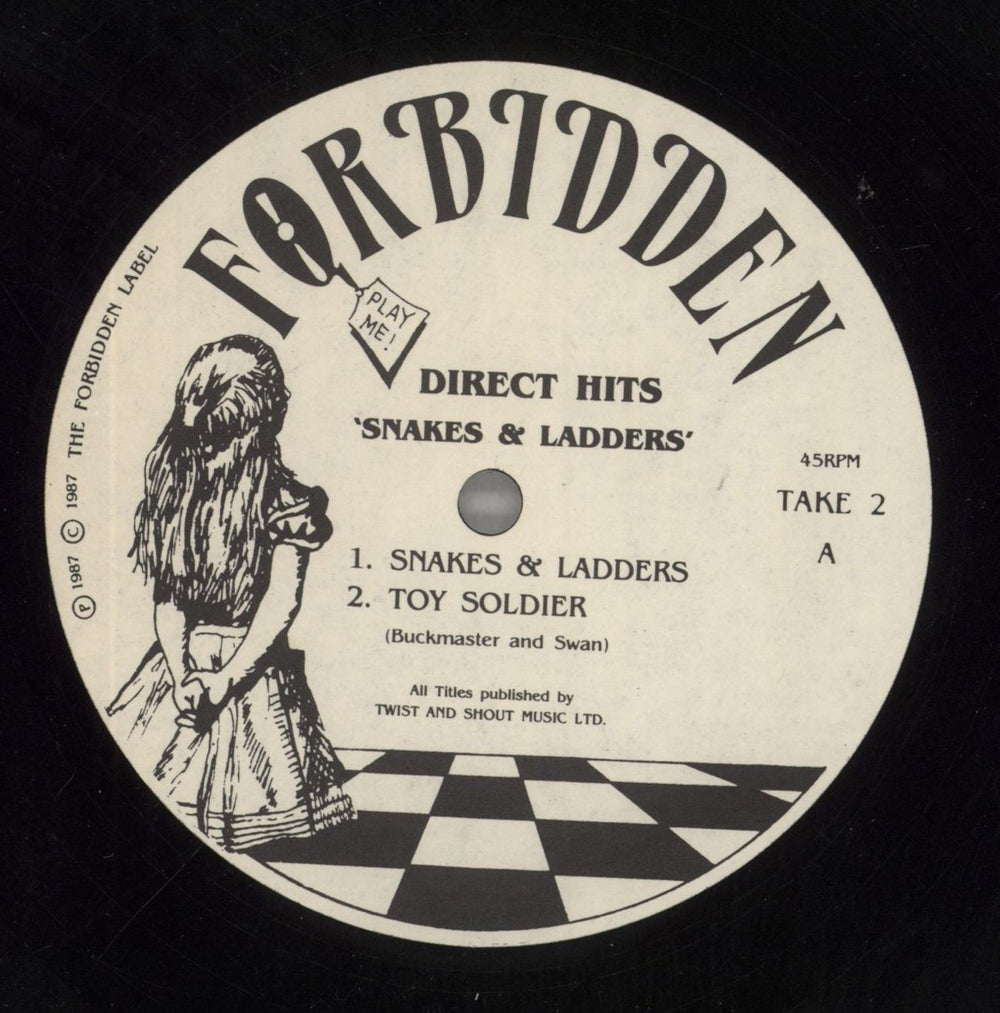 FORBIDDEN
PLAY
ME!
DIRECT HITS
'SNAKES & LADDERS'
45RPM
TAKE 2
A
1. SNAKES & LADDERS
2. TOY SOLDIER
(Buckmaster and Swan)
All Titles published by
TWIST AND SHOUT MUSIC LTD.
Ⓟ 1987 © 1987 THE FORBIDDEN LABEL